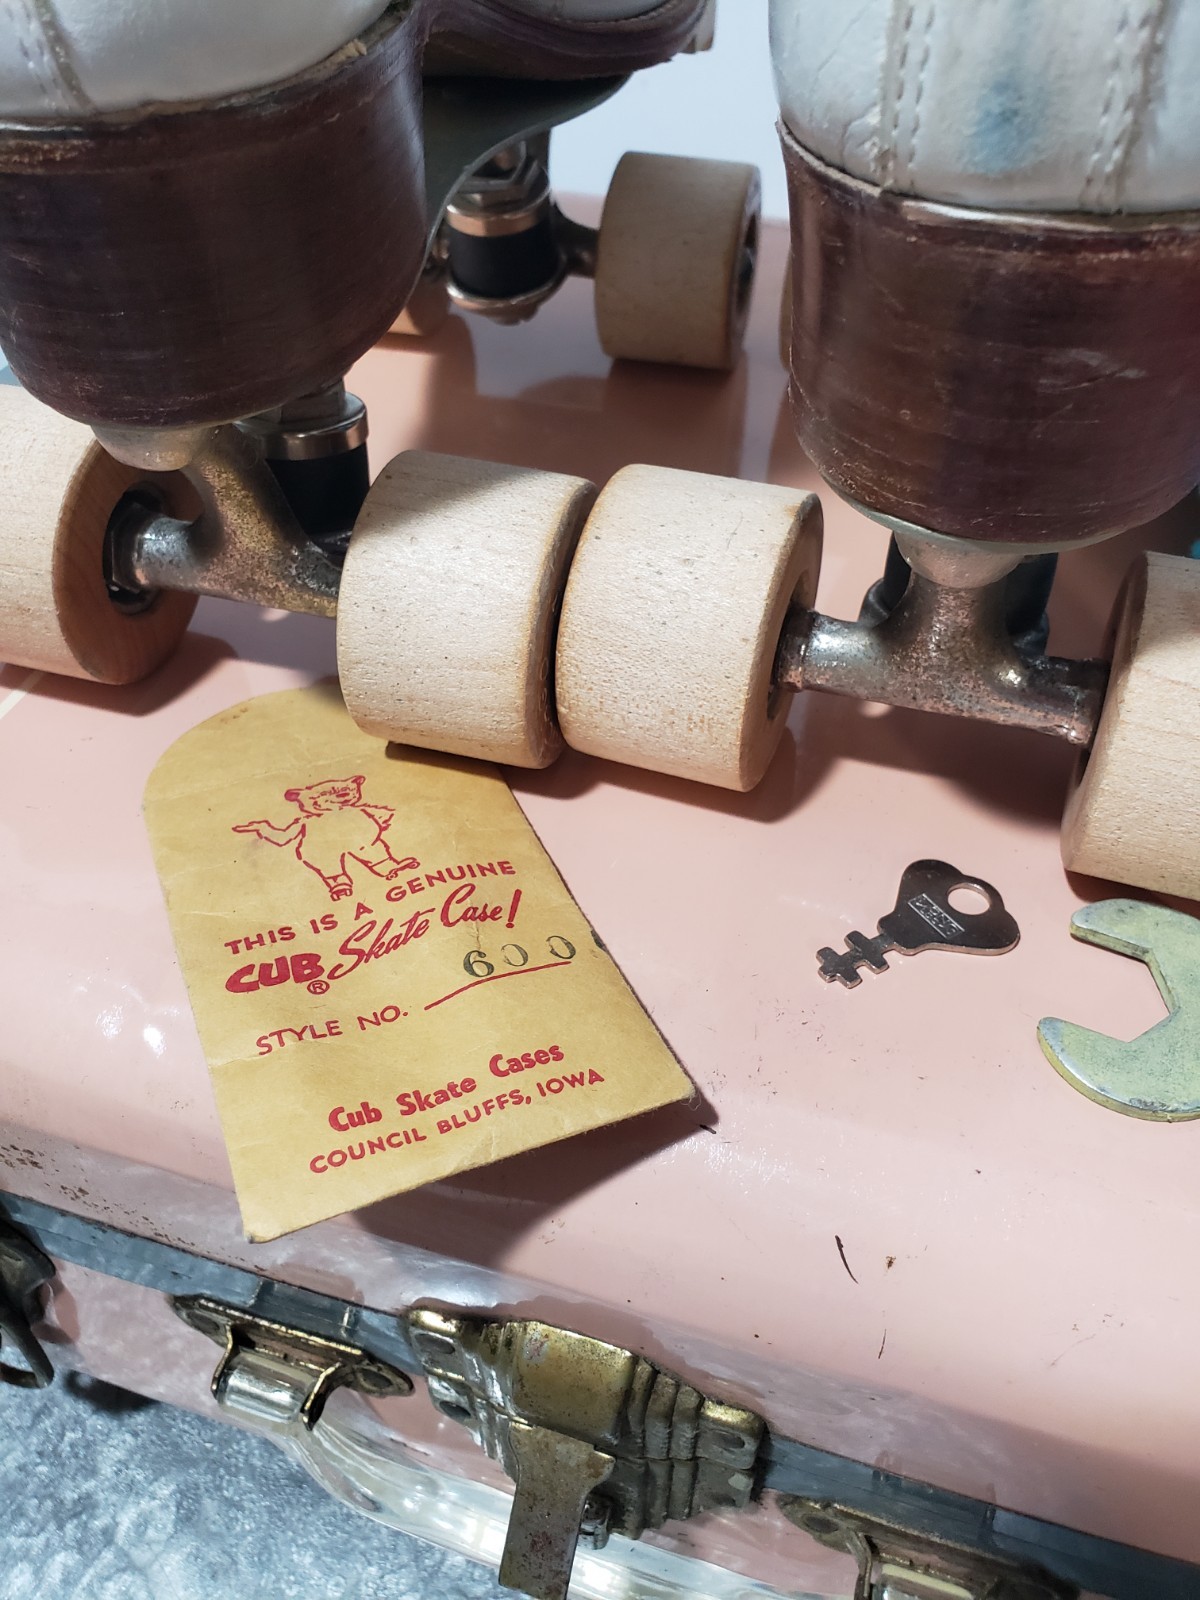 THIS IS A GENUINE
CUB® Skate Case!
STYLE NO. 600
Cub Skate Cases
COUNCIL BLUFFS, IOWA